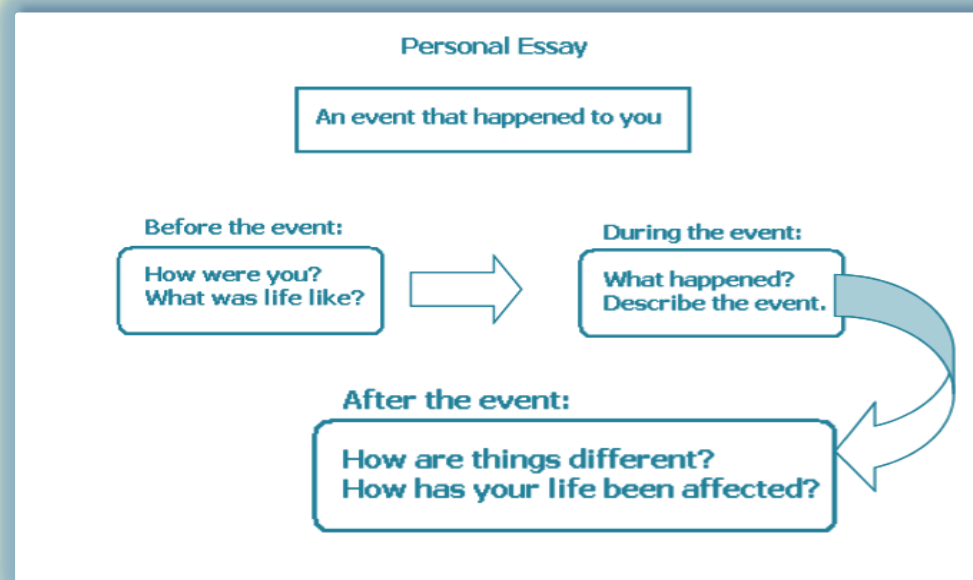 Personal Essay
An event that happened to you
Before the event:
How were you?
What was life like?
During the event:
What happened?
Describe the event.
After the event:
How are things different?
How has your life been affected?